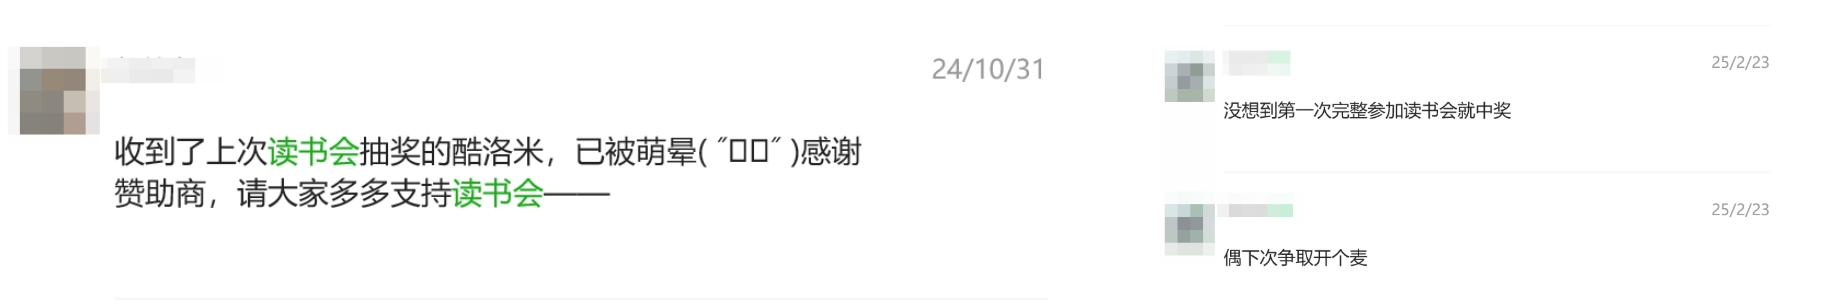 24/10/31
收到了上次读书会抽奖的酷洛米，已被萌晕( ˝▯▯˝ )感谢
赞助商，请大家多多支持读书会——
25/2/23
没想到第一次完整参加读书会就中奖
25/2/23
偶下次争取开个麦